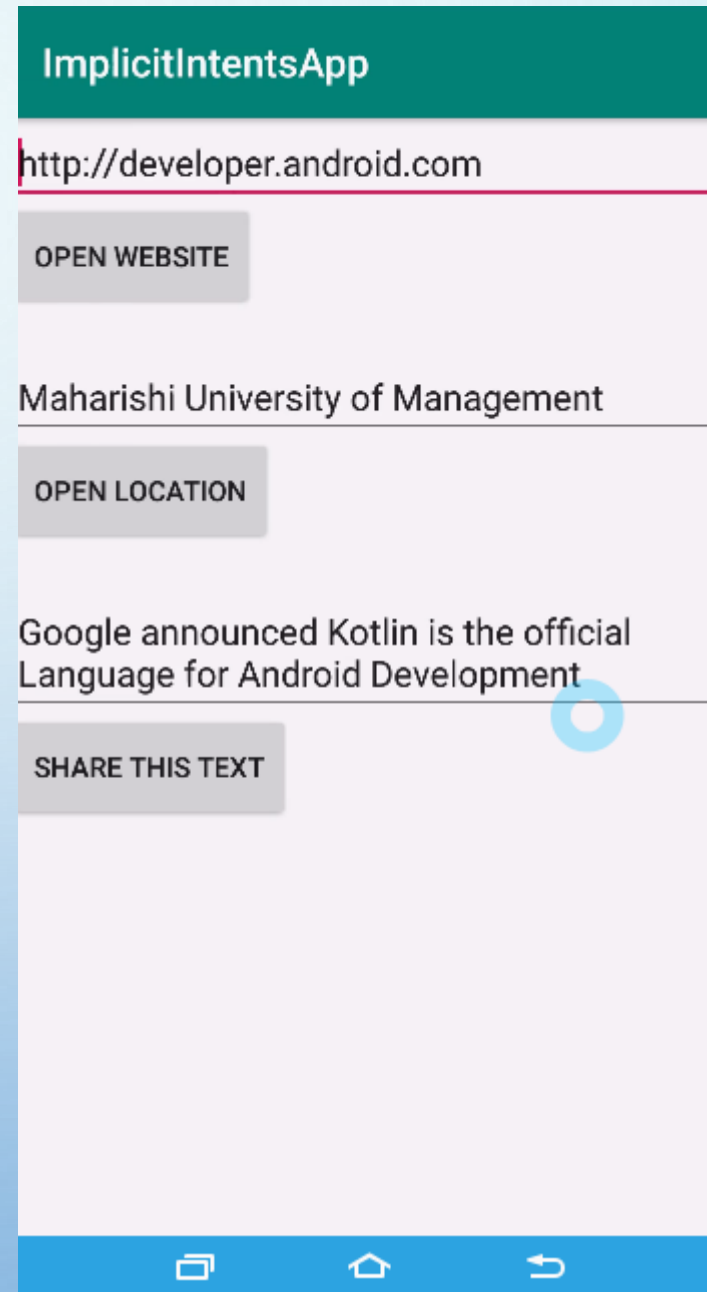 ImplicitIntentsApp
http://developer.android.com
OPEN WEBSITE
Maharishi University of Management
OPEN LOCATION
Google announced Kotlin is the official
Language for Android Development
SHARE THIS TEXT